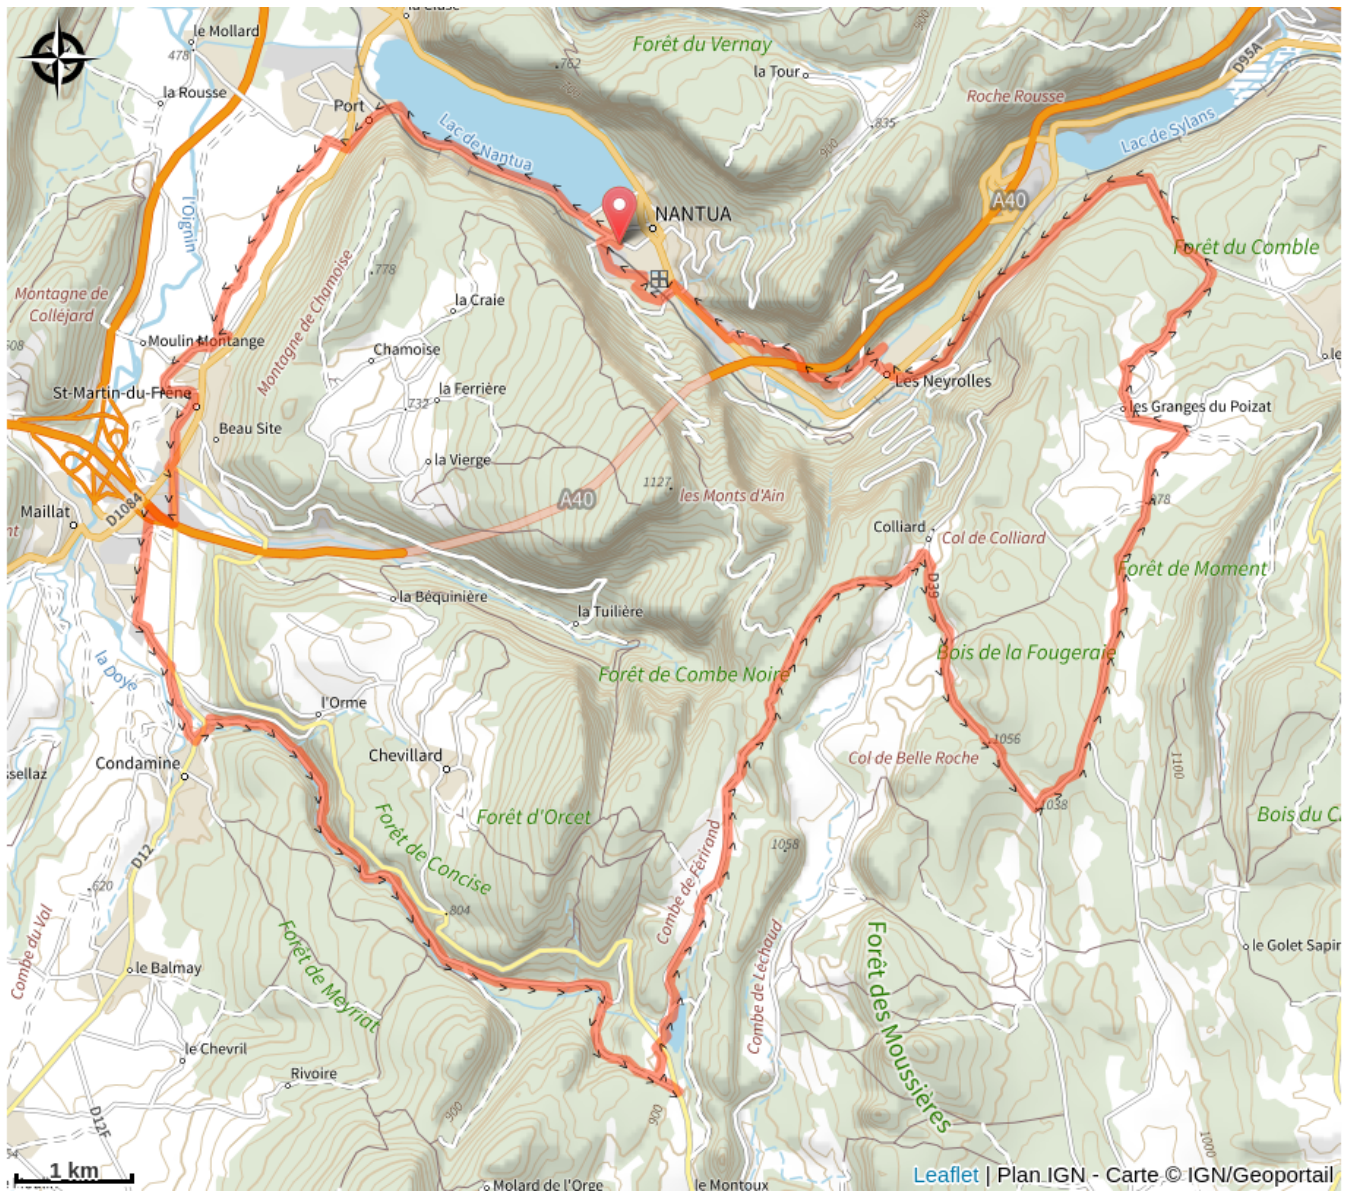 la Cluse
le Mollard
478
Forêt du Vernay
762
la Tour
900
D95A
la Rousse
Port
Roche Rousse
835
900
Lac de Nantua
Lac de Sylans
l'Oignin
A40
NANTUA
Forêt du Comble
778
Montagne de
Colléjard
la Craie
Montagne de Chamoise
Moulin Montange
Chamoise
St-Martin-du-Frêne
la Ferrière
732
Les Neyrolles
les Granges du Poizat
Beau Site
la Vierge
1127
les Monts d'Ain
A40
878
Maillat
D1084
Colliard
Col de Colliard
la Béquinière
la Tuilière
D39
Forêt de Moment
la Doye
Forêt de Combe Noire
Bois de la Fougeraie
l'Orme
1056
Condamine
Chevillard
Col de Belle Roche
1100
1038
Forêt d'Orcet
Forêt de Concise
Bois du C
D12
620
1058
Combe de Férirand
804
Combe du Val
Forêt de Meyriat
le Balmay
Combe de Léchaud
Forêt des Moussières
le Golet Sapin
le Chevril
Rivoire
900
900
D12F
1000
1 km
Molard de l'Orge
le Montoux
Leaflet | Plan IGN - Carte © IGN/Geoportail